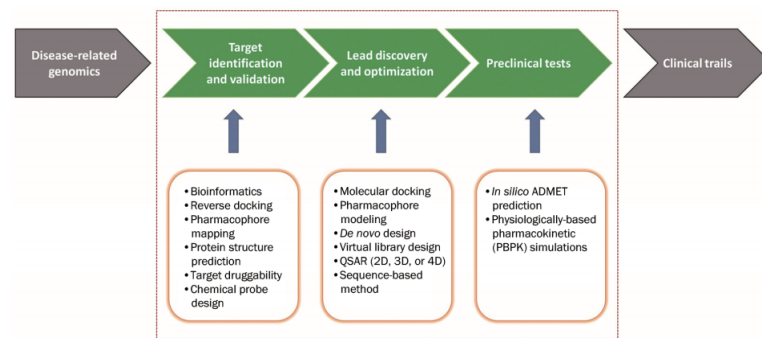 Disease-related
genomics
Target
identification
and validation
Lead discovery
and optimization
Preclinical tests
Clinical trails
• Bioinformatics
• Reverse docking
• Pharmacophore
mapping
• Protein structure
prediction
• Target druggability
• Chemical probe
design
• Molecular docking
• Pharmacophore
modeling
• De novo design
• Virtual library design
• QSAR (2D, 3D, or 4D)
• Sequence-based
method
• In silico ADMET
prediction
• Physiologically-based
pharmacokinetic
(PBPK) simulations